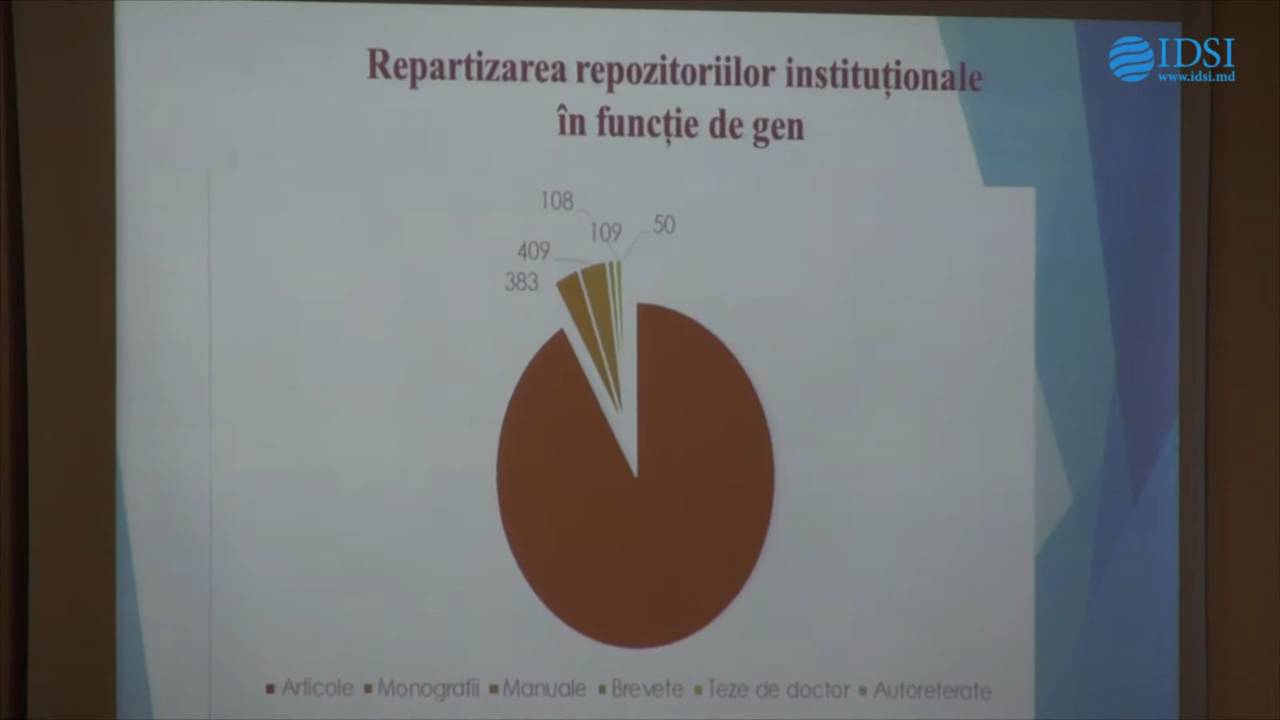 IDSI
www.idsi.md
Repartizarea repozitoriilor instituționale
în funcție de gen
108
109
50
409
383
Articole Monografii Manuale Brevete Teze de doctor Autoreferate